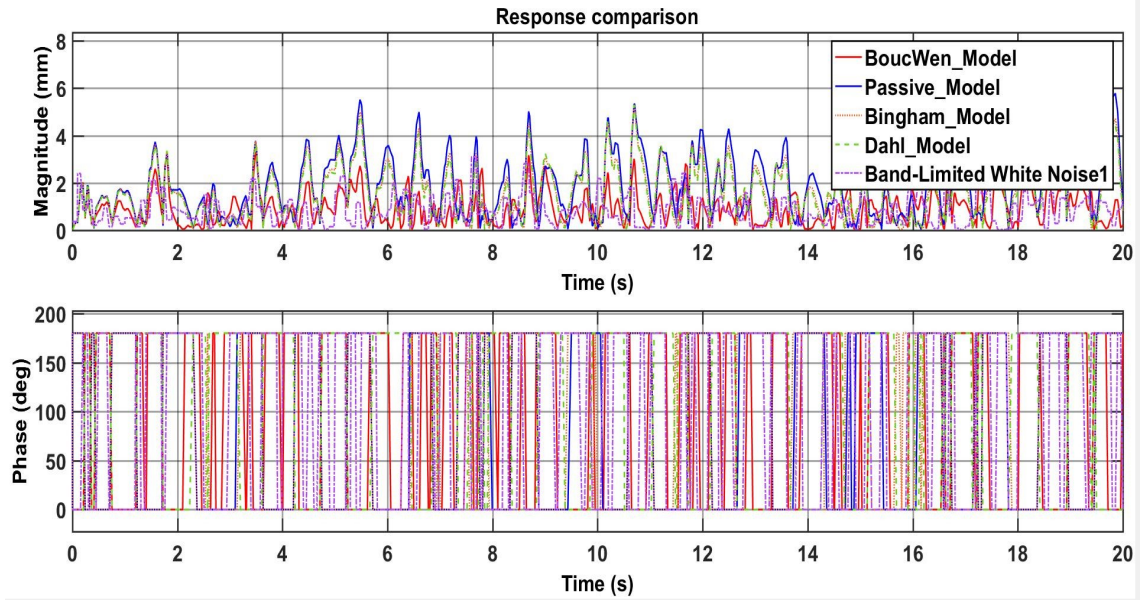 Response comparison
Magnitude (mm)
8
6
4
2
0
BoucWen_Model
Passive_Model
Bingham_Model
Dahl_Model
Band-Limited White Noise1
0 2 4 6 8 10 12 14 16 18 20
Time (s)
Phase (deg)
200
150
100
50
0
0 2 4 6 8 10 12 14 16 18 20
Time (s)